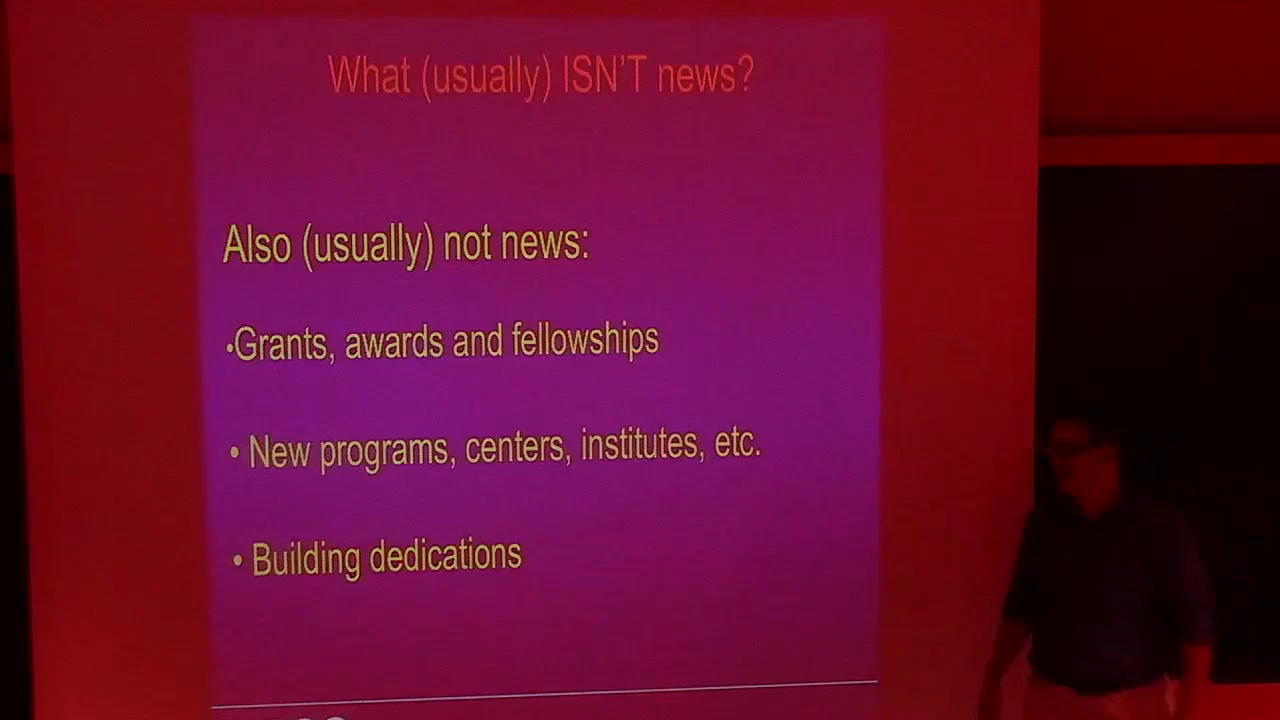 What (usually) ISN'T news?
Also (usually) not news:
•Grants, awards and fellowships
• New programs, centers, institutes, etc.
• Building dedications